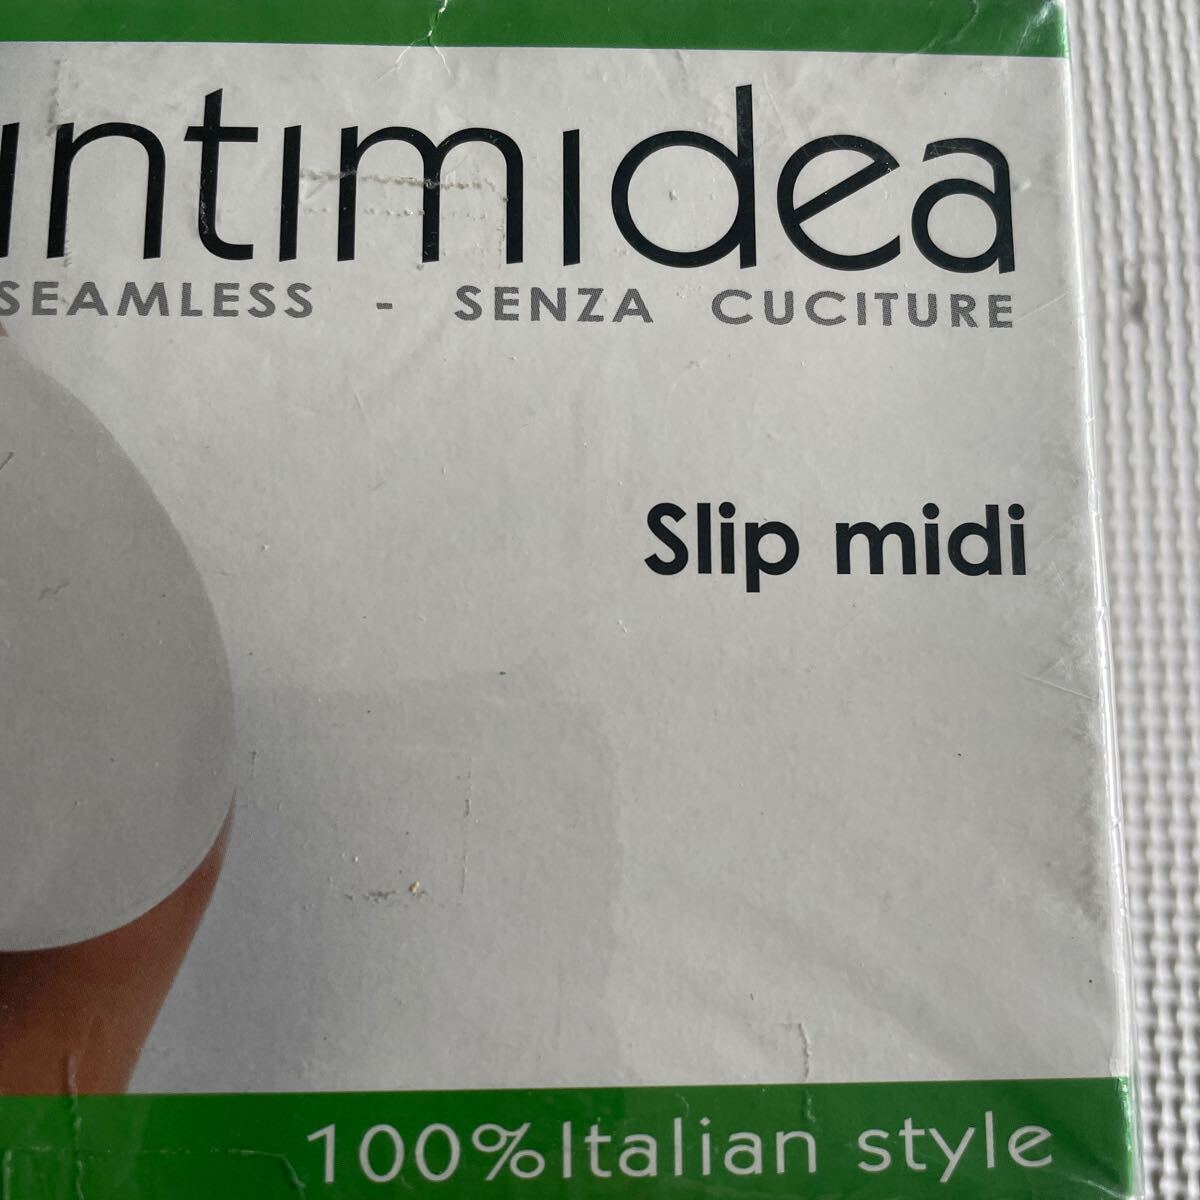 intimidea
SEAMLESS - SENZA CUCITURE
Slip midi
100% Italian style